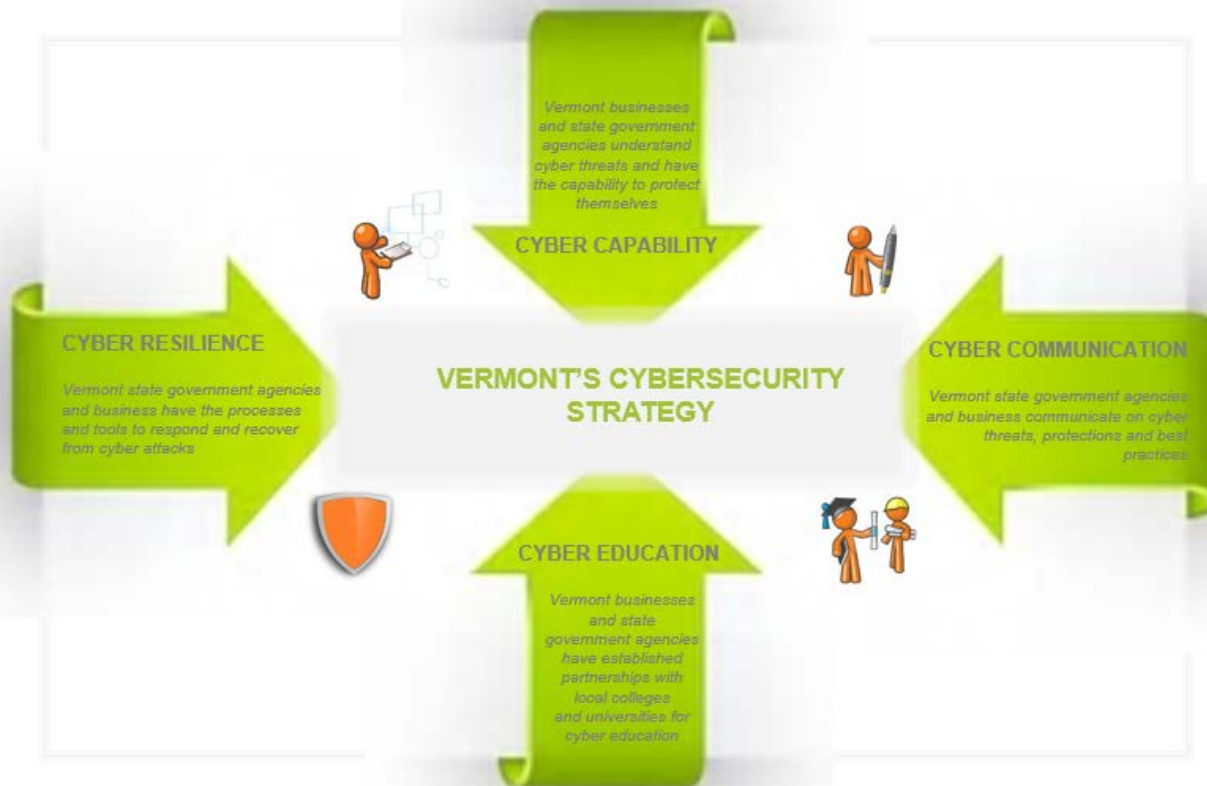 Vermont businesses
and state government
agencies understand
cyber threats and have
the capability to protect
themselves
CYBER CAPABILITY
CYBER RESILIENCE
Vermont state government agencies
and business have the processes
and tools to respond and recover
from cyber attacks
VERMONT'S CYBERSECURITY
STRATEGY
CYBER COMMUNICATION
Vermont state government agencies
and business communicate on cyber
threats, protections and best
practices
CYBER EDUCATION
Vermont businesses
and state
government agencies
have established
partnerships with
local colleges
and universities for
cyber education